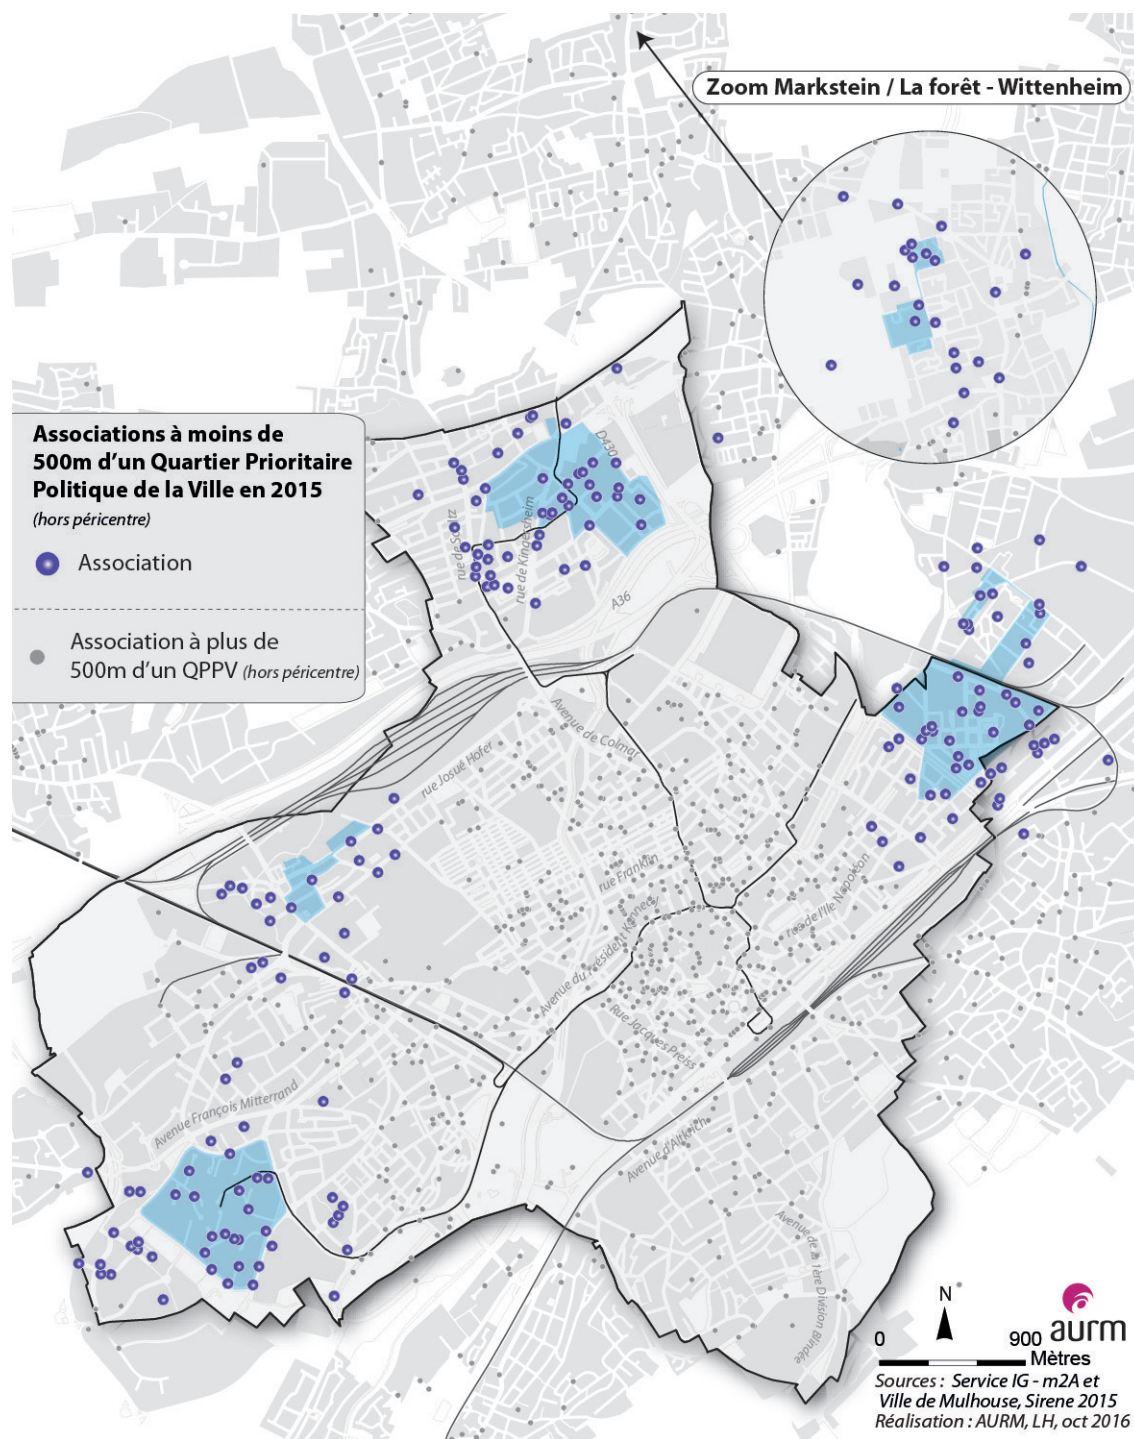 Zoom Markstein / La forêt - Wittenheim
Associations à moins de
500m d'un Quartier Prioritaire
Politique de la Ville en 2015
(hors péricentre)
Association
Association à plus de
500m d'un QPPV (hors péricentre)
D430
rue de Soultz
rue de Kingersheim
A36
Avenue de Colmar
rue Josué Hofer
rue Franklin
rue de l'Ile Napoléon
Avenue du Président Kennedy
Rue Jacques Preiss
Avenue François Mitterrand
Avenue d'Altkirch
Avenue de la 1ère Division Blindée
N
0 900
Mètres
aurm
Sources : Service IG - m2A et
Ville de Mulhouse, Sirene 2015
Réalisation : AURM, LH, oct 2016